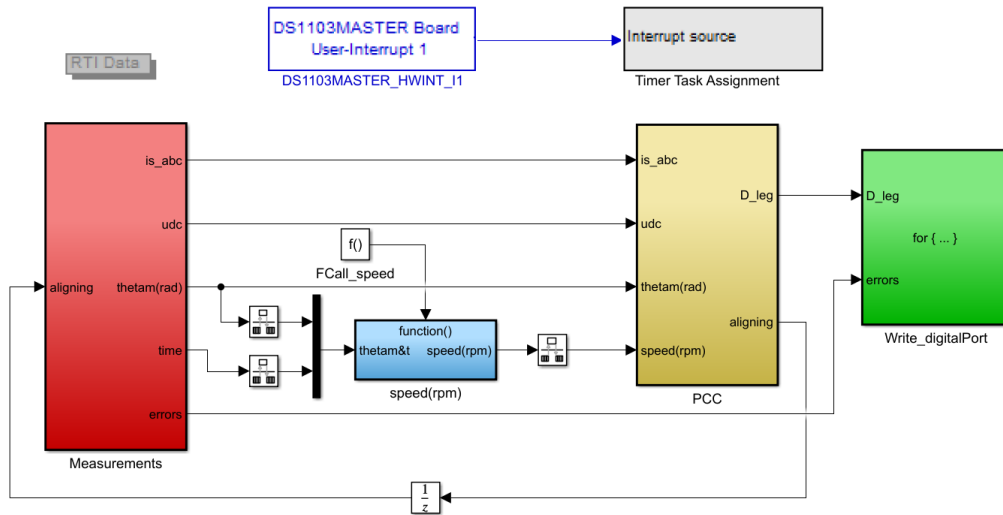 DS1103MASTER Board
User-Interrupt 1
DS1103MASTER_HWINT_I1
Interrupt source
Timer Task Assignment
RTI Data
is_abc
udc
aligning
thetam(rad)
time
errors
Measurements
f()
FCall_speed
function()
thetam&t speed(rpm)
speed(rpm)
is_abc
D_leg
udc
thetam(rad)
aligning
speed(rpm)
PCC
D_leg
for { ... }
errors
Write_digitalPort
1
z